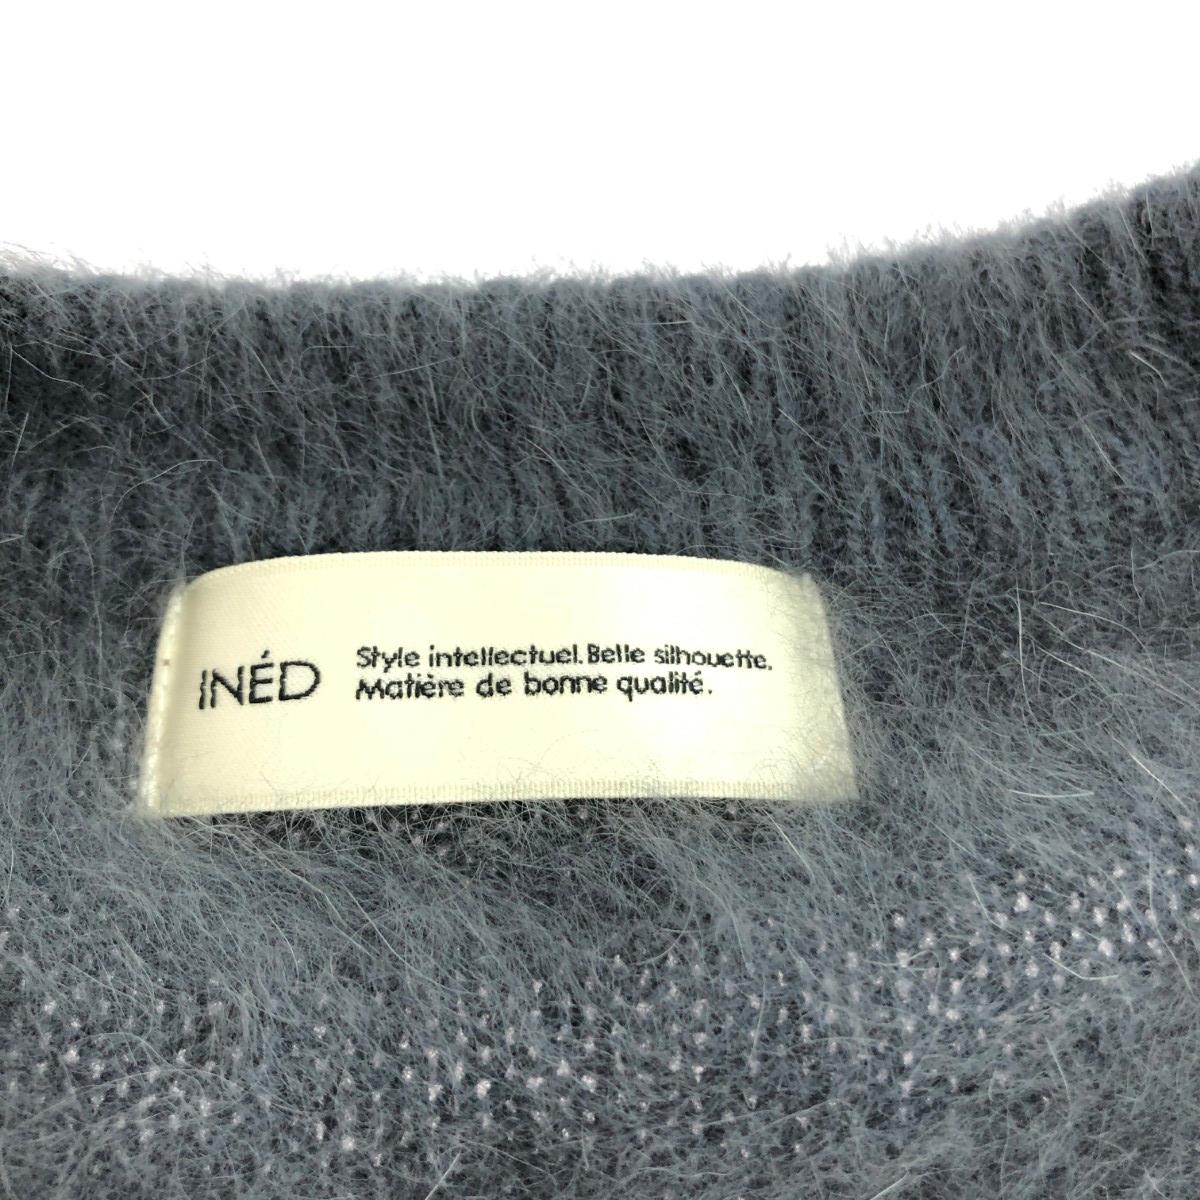 INÉD
Style intellectuel. Belle silhouette.
Matière de bonne qualité.